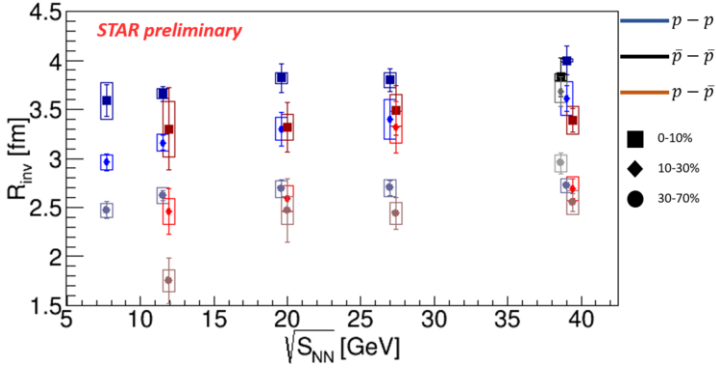 STAR preliminary
4.5
4
3.5
3
2.5
2
1.5
R_inv [fm]
5 10 15 20 25 30 35 40
√S_NN [GeV]
p − p
p̄ − p̄
p − p̄
0-10%
10-30%
30-70%